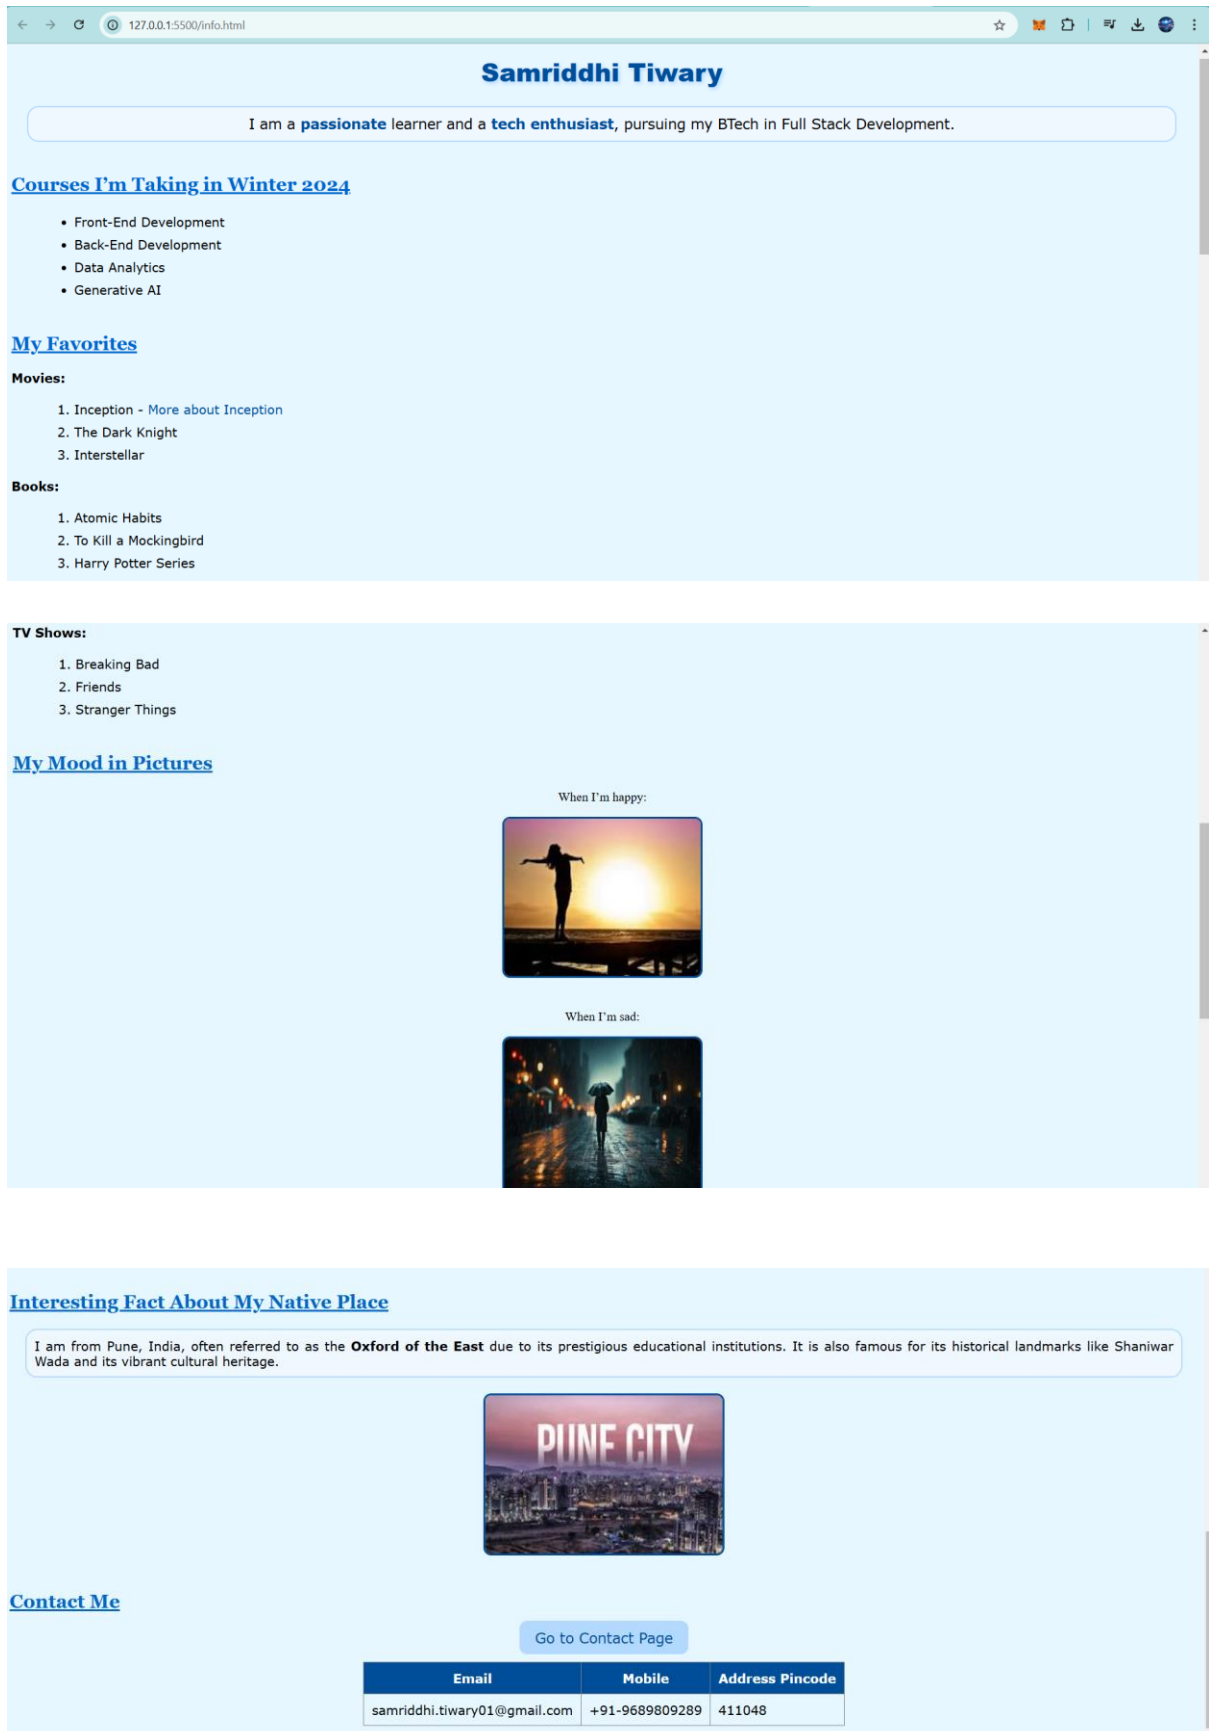 127.0.0.1:5500/info.html
Samriddhi Tiwary
I am a passionate learner and a tech enthusiast, pursuing my BTech in Full Stack Development.
Courses I'm Taking in Winter 2024
• Front-End Development
• Back-End Development
• Data Analytics
• Generative AI
My Favorites
Movies:
1. Inception - More about Inception
2. The Dark Knight
3. Interstellar
Books:
1. Atomic Habits
2. To Kill a Mockingbird
3. Harry Potter Series
TV Shows:
1. Breaking Bad
2. Friends
3. Stranger Things
My Mood in Pictures
When I'm happy:
When I'm sad:
Interesting Fact About My Native Place
I am from Pune, India, often referred to as the Oxford of the East due to its prestigious educational institutions. It is also famous for its historical landmarks like Shaniwar
Wada and its vibrant cultural heritage.
PUNE CITY
Contact Me
Go to Contact Page
Email Mobile Address Pincode
samriddhi.tiwary01@gmail.com +91-9689809289 411048